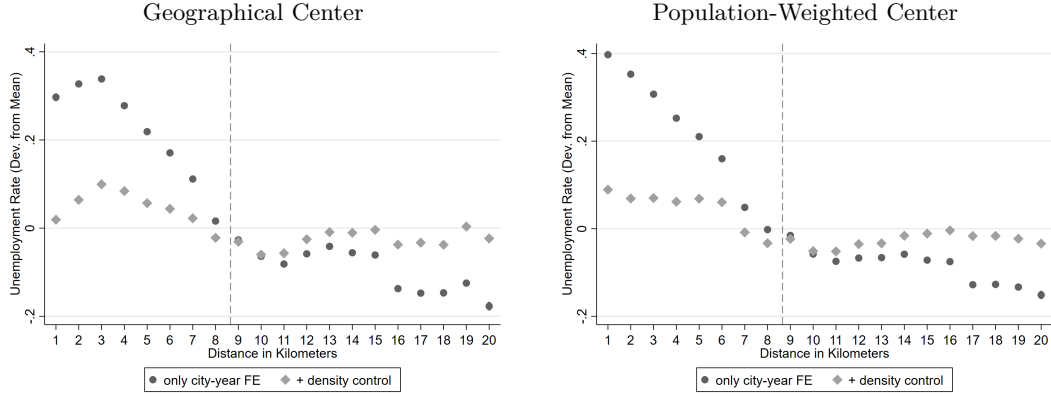 Geographical Center
Unemployment Rate (Dev. from Mean)
.4
.2
0
-.2
1 2 3 4 5 6 7 8 9 10 11 12 13 14 15 16 17 18 19 20
Distance in Kilometers
only city-year FE + density control
Population-Weighted Center
Unemployment Rate (Dev. from Mean)
.4
.2
0
-.2
1 2 3 4 5 6 7 8 9 10 11 12 13 14 15 16 17 18 19 20
Distance in Kilometers
only city-year FE + density control